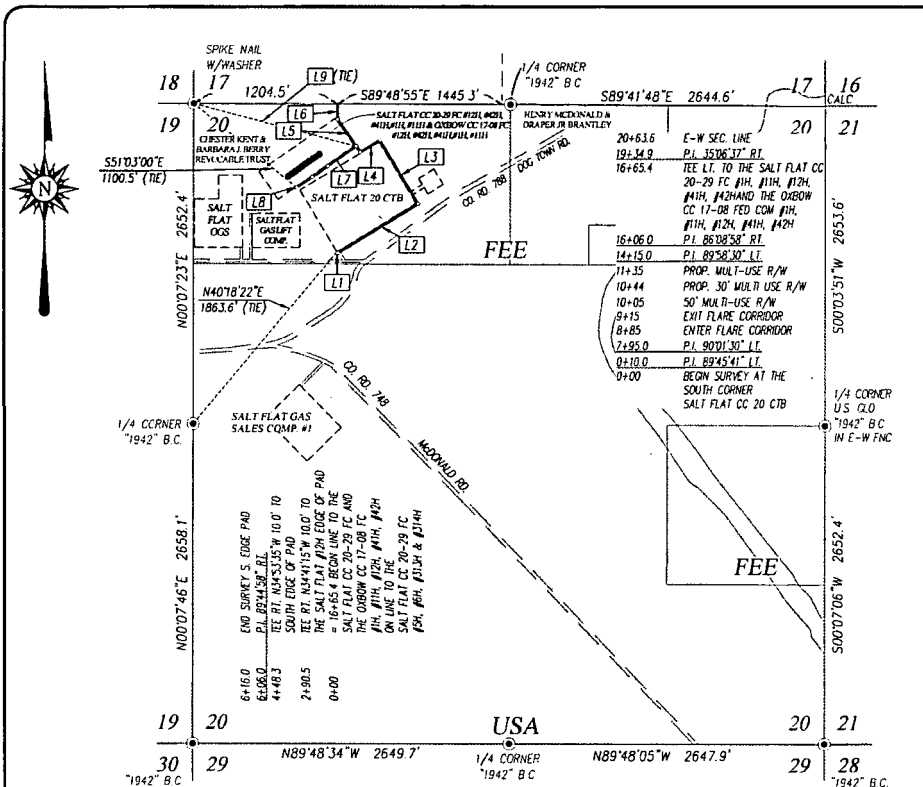 SPIKE NAIL
W/WASHER
L9 (TIE)
1/4 CORNER
"1942" B.C
18 17
17 16
1204.5'
S89°48'55"E 1445.3'
S89°41'48"E 2644.6'
CALC
19 20
20 21
L6
L5
SALT FLAT CC 20-29 FC #12H, #42H,
#41H, #1H, #11H & OXBOW CC 17-08 FC
#12H, #42H, #41H, #1H, #11H
HENRY MCDONALD &
DRAPER JR BRANTLEY
CHESTER KENT &
BARBARA J. BERRY
REVOCABLE TRUST
S51°03'00"E
1100.5' (TIE)
L8
L7
L4
L3
SALT FLAT 20 CTB
CO. RD. 788
DOG TOWN RD.
SALT
FLAT
OGS
SALT FLAT
GAS LIFT
COMP.
L2
L1
FEE
N
2652.4'
N00°07'23"E
N40°18'22"E
1863.6' (TIE)
20+63.6 E-W SEC. LINE
19+34.9 P.I. 35°06'37" RT.
16+65.4 TEE LT. TO THE SALT FLAT CC
20-29 FC #1H, #11H, #12H,
#41H, #42HAND THE OXBOW
CC 17-08 FED COM #1H,
#11H, #12H, #41H, #42H
16+06.0 P.I. 86°08'58" RT.
14+15.0 P.I. 89°58'30" LT.
11+35 PROP. MULT-USE R/W
10+44 PROP. 30' MULTI USE R/W
10+05 50' MULTI-USE R/W
9+15 EXIT FLARE CORRIDOR
8+85 ENTER FLARE CORRIDOR
7+95.0 P.I. 90°01'30" LT.
0+10.0 P.I. 89°45'41" LT.
0+00 BEGIN SURVEY AT THE
SOUTH CORNER
SALT FLAT CC 20 CTB
2653.6'
S00°03'51"W
1/4 CORNER
"1942" B.C.
SALT FLAT GAS
SALES COMP. #1
CO. RD. 748
McDONALD RD.
1/4 CORNER
U.S. GLO
"1942" B C
IN E-W FNC
FEE
2658.1'
N00°07'46"E
6+16.0 END SURVEY S. EDGE PAD
6+06.0 P.I. 89°44'58" RT.
4+48.3 TEE RT. N34°53'35"W 10.0' TO
SOUTH EDGE OF PAD
2+90.5 TEE RT. N34°41'15"W 10.0' TO
THE SALT FLAT #12H EDGE OF PAD
0+00 = 16+65.4 BEGIN LINE TO THE
SALT FLAT CC 20-29 FC AND
THE OXBOW CC 17-08 FC
#1H, #11H, #12H, #41H, #42H
ON LINE TO THE
SALT FLAT CC 20-29 FC
#5H, #6H, #313H & #314H
2652.4'
S00°07'06"W
19 20
USA
20 21
30 29
N89°48'34"W 2649.7'
1/4 CORNER
"1942" B.C
N89°48'05"W 2647.9'
29 28
"1942" B.C
"1942" B.C.